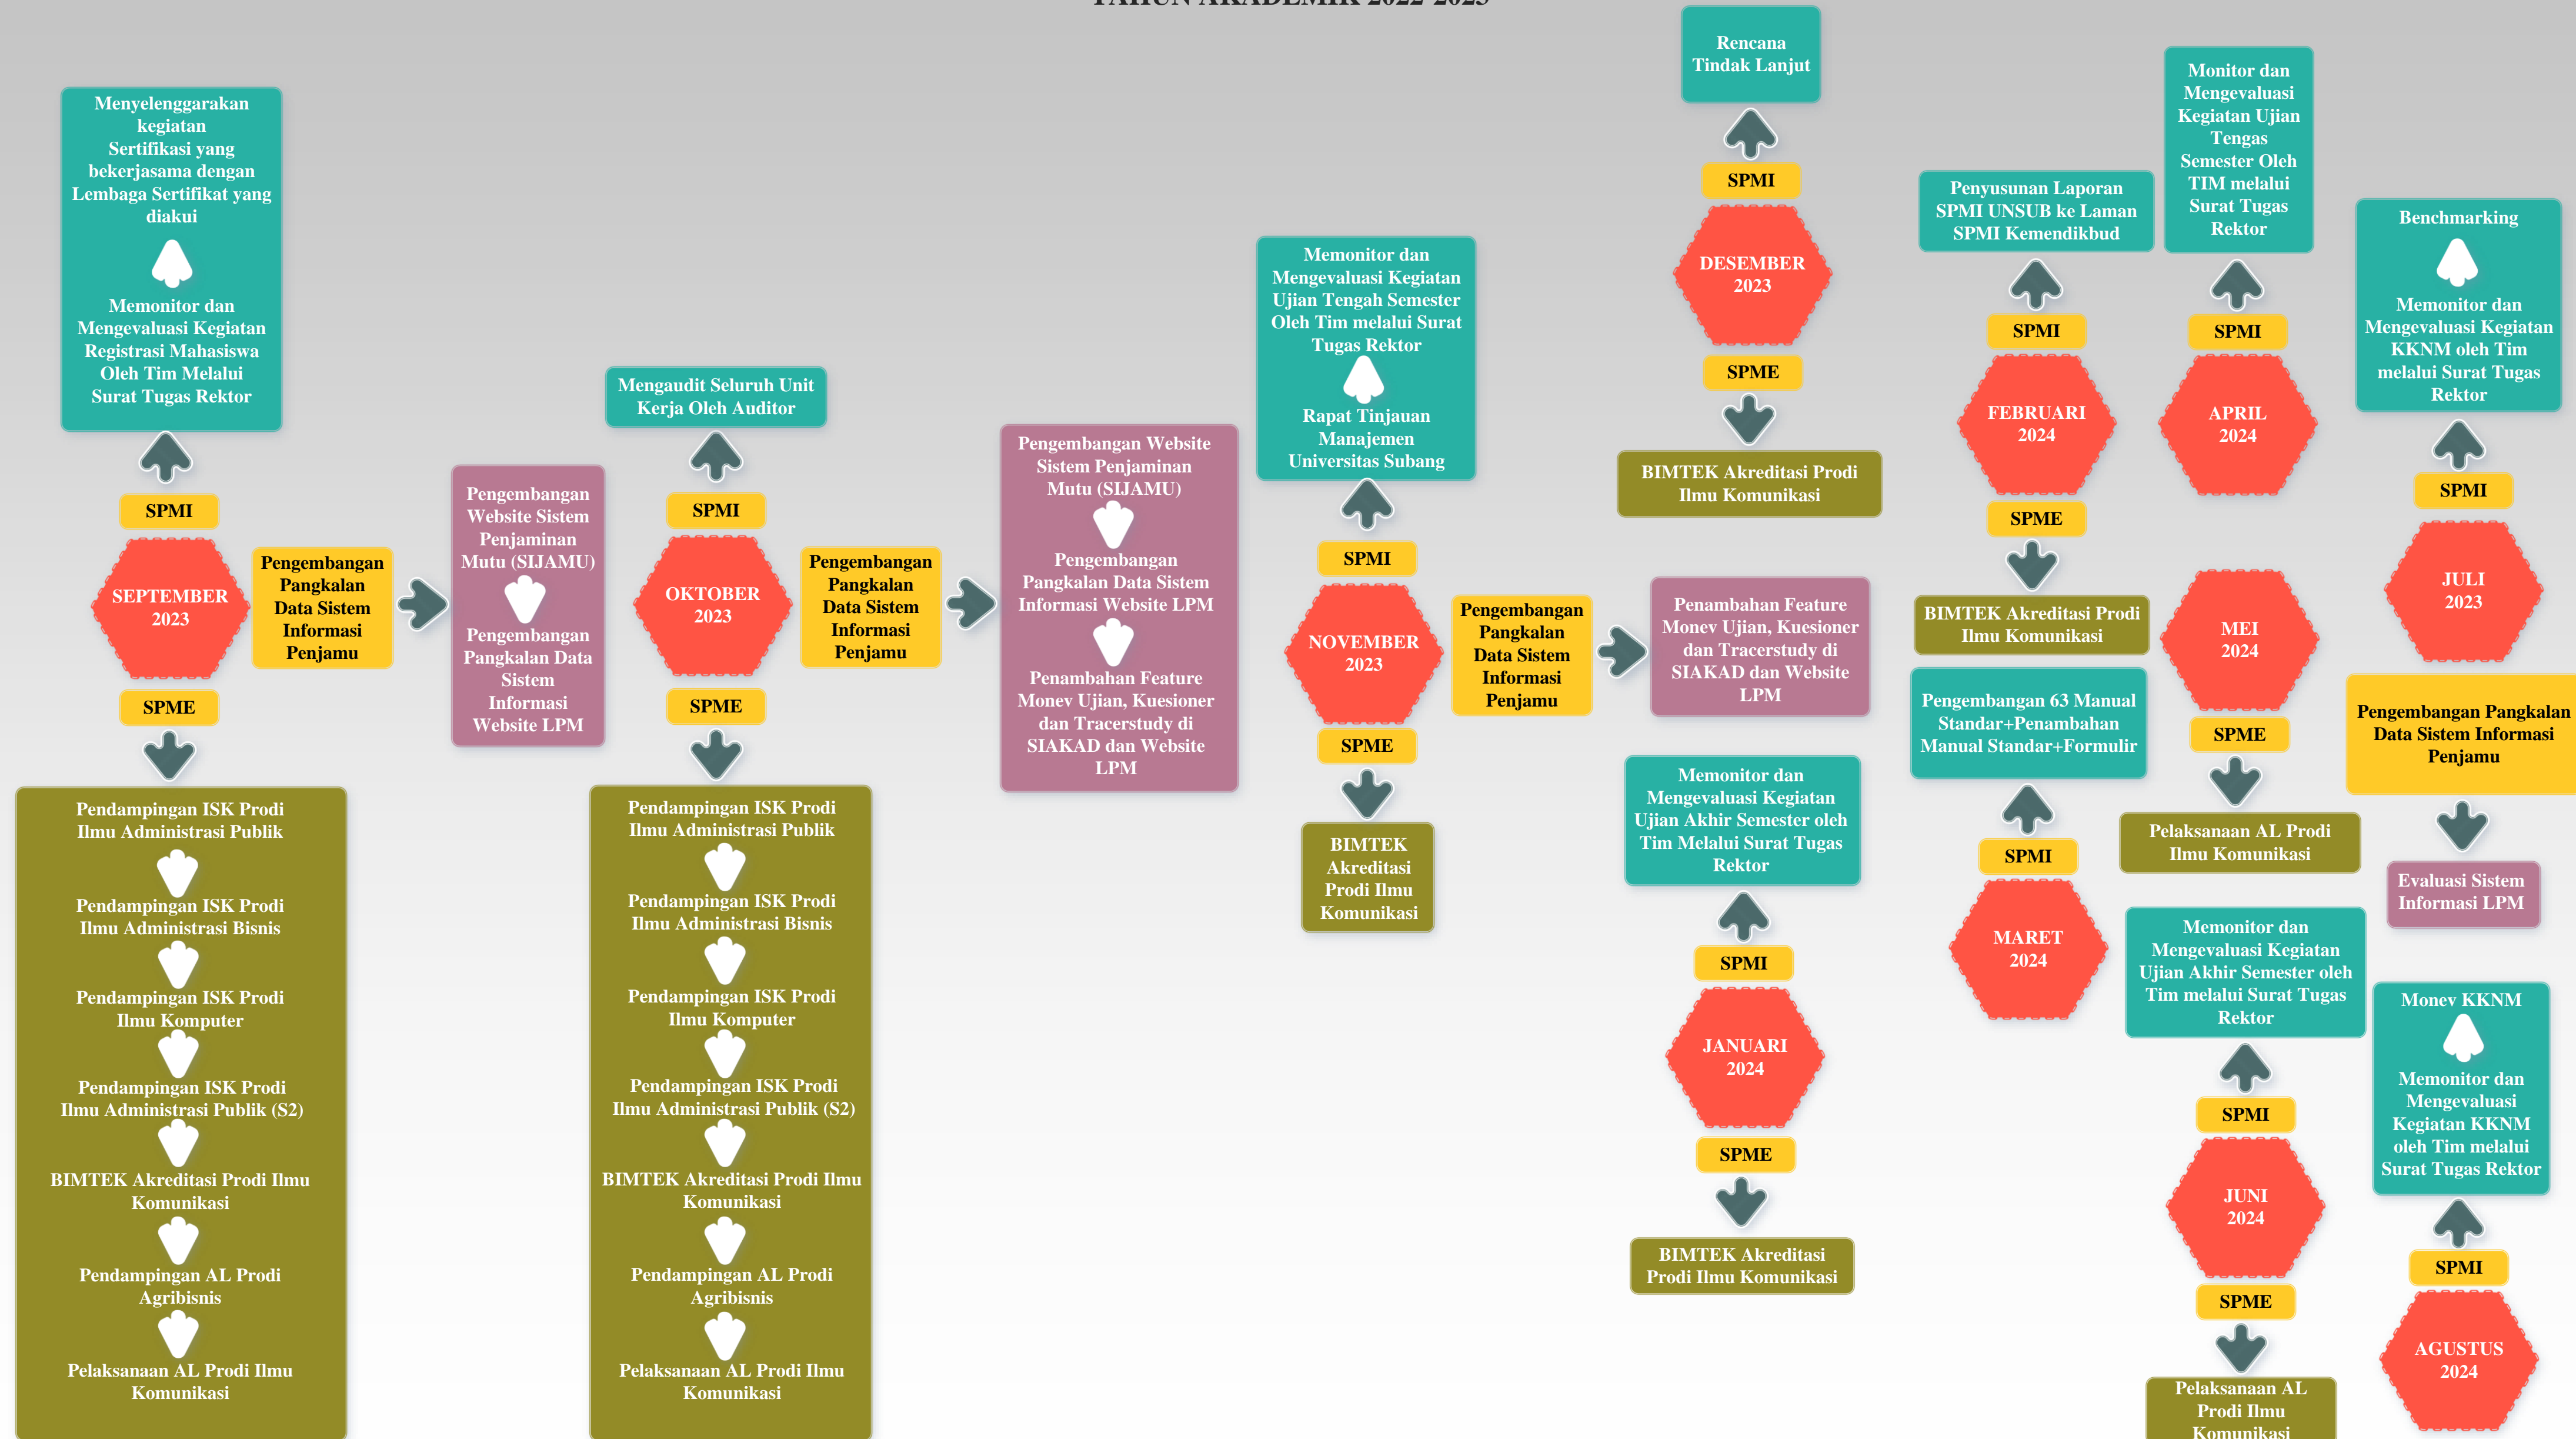 TAHUN AKADEMIK 2022-2023
Menyelenggarakan
kegiatan
Sertifikasi yang
bekerjasama dengan
Lembaga Sertifikat yang
diakui
Memonitor dan
Mengevaluasi Kegiatan
Registrasi Mahasiswa
Oleh Tim Melalui
Surat Tugas Rektor
SPMI
SEPTEMBER
2023
SPME
Pengembangan
Pangkalan
Data Sistem
Informasi
Penjamu
Pengembangan
Website Sistem
Penjaminan
Mutu (SIJAMU)
Pengembangan
Pangkalan Data
Sistem
Informasi
Website LPM
Pendampingan ISK Prodi
Ilmu Administrasi Publik
Pendampingan ISK Prodi
Ilmu Administrasi Bisnis
Pendampingan ISK Prodi
Ilmu Komputer
Pendampingan ISK Prodi
Ilmu Administrasi Publik (S2)
BIMTEK Akreditasi Prodi Ilmu
Komunikasi
Pendampingan AL Prodi
Agribisnis
Pelaksanaan AL Prodi Ilmu
Komunikasi
Mengaudit Seluruh Unit
Kerja Oleh Auditor
SPMI
OKTOBER
2023
SPME
Pengembangan
Pangkalan
Data Sistem
Informasi
Penjamu
Pengembangan Website
Sistem Penjaminan
Mutu (SIJAMU)
Pengembangan
Pangkalan Data Sistem
Informasi Website LPM
Penambahan Feature
Monev Ujian, Kuesioner
dan Tracerstudy di
SIAKAD dan Website
LPM
Pendampingan ISK Prodi
Ilmu Administrasi Publik
Pendampingan ISK Prodi
Ilmu Administrasi Bisnis
Pendampingan ISK Prodi
Ilmu Komputer
Pendampingan ISK Prodi
Ilmu Administrasi Publik (S2)
BIMTEK Akreditasi Prodi Ilmu
Komunikasi
Pendampingan AL Prodi
Agribisnis
Pelaksanaan AL Prodi Ilmu
Komunikasi
Memonitor dan
Mengevaluasi Kegiatan
Ujian Tengah Semester
Oleh Tim melalui Surat
Tugas Rektor
Rapat Tinjauan
Manajemen
Universitas Subang
SPMI
NOVEMBER
2023
SPME
BIMTEK
Akreditasi
Prodi Ilmu
Komunikasi
Pengembangan
Pangkalan
Data Sistem
Informasi
Penjamu
Penambahan Feature
Monev Ujian, Kuesioner
dan Tracerstudy di
SIAKAD dan Website
LPM
Rencana
Tindak Lanjut
SPMI
DESEMBER
2023
SPME
BIMTEK Akreditasi Prodi
Ilmu Komunikasi
Memonitor dan
Mengevaluasi Kegiatan
Ujian Akhir Semester oleh
Tim Melalui Surat Tugas
Rektor
SPMI
JANUARI
2024
SPME
BIMTEK Akreditasi
Prodi Ilmu Komunikasi
Penyusunan Laporan
SPMI UNSUB ke Laman
SPMI Kemendikbud
SPMI
FEBRUARI
2024
SPME
BIMTEK Akreditasi Prodi
Ilmu Komunikasi
Pengembangan 63 Manual
Standar+Penambahan
Manual Standar+Formulir
SPMI
MARET
2024
Monitor dan
Mengevaluasi
Kegiatan Ujian
Tengas
Semester Oleh
TIM melalui
Surat Tugas
Rektor
SPMI
APRIL
2024
MEI
2024
SPME
Pelaksanaan AL Prodi
Ilmu Komunikasi
Memonitor dan
Mengevaluasi Kegiatan
Ujian Akhir Semester oleh
Tim melalui Surat Tugas
Rektor
SPMI
JUNI
2024
SPME
Pelaksanaan AL
Prodi Ilmu
Komunikasi
Benchmarking
Memonitor dan
Mengevaluasi Kegiatan
KKNM oleh Tim
melalui Surat Tugas
Rektor
SPMI
JULI
2023
Pengembangan Pangkalan
Data Sistem Informasi
Penjamu
Evaluasi Sistem
Informasi LPM
Monev KKNM
Memonitor dan
Mengevaluasi
Kegiatan KKNM
oleh Tim melalui
Surat Tugas Rektor
SPMI
AGUSTUS
2024